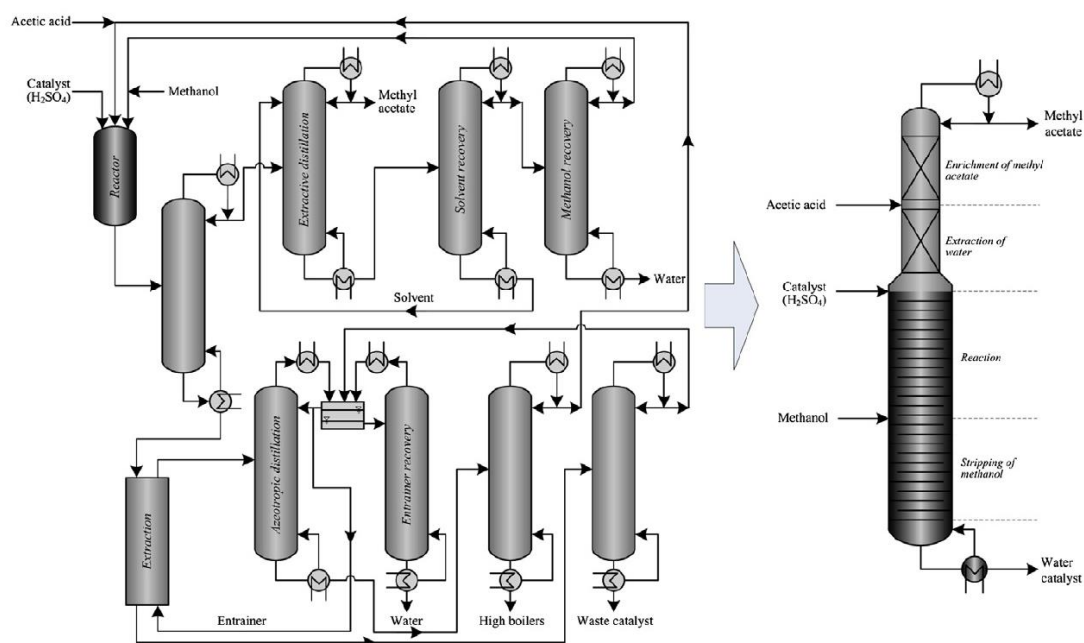 Acetic acid
Catalyst
(H₂SO₄)
Methanol
Reactor
Extractive distillation
Methyl
acetate
Solvent recovery
Methanol recovery
Water
Solvent
Extraction
Azeotropic distillation
Entrainer recovery
Entrainer
Water
High boilers
Waste catalyst
Methyl
acetate
Enrichment of methyl
acetate
Acetic acid
Extraction of
water
Catalyst
(H₂SO₄)
Reaction
Methanol
Stripping of
methanol
Water
catalyst